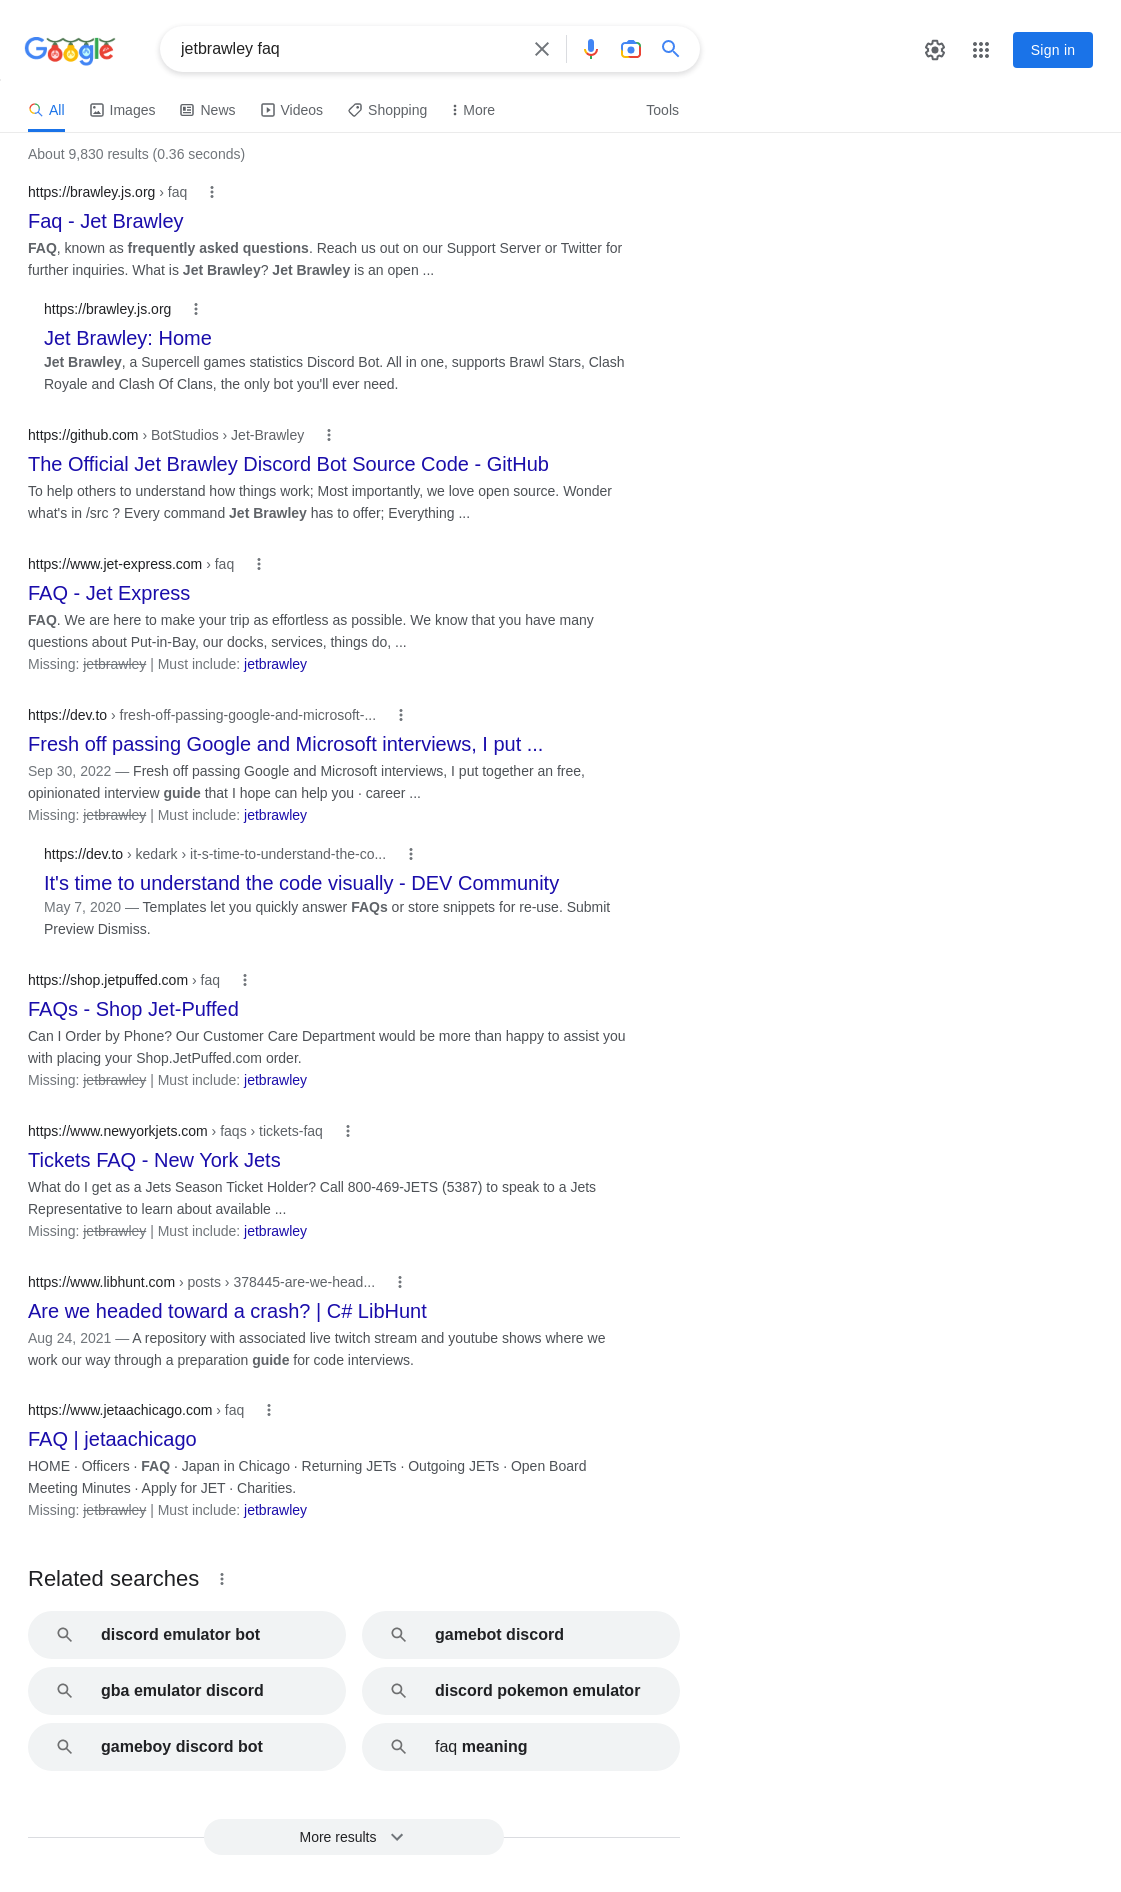 Google
jetbrawley faq
Sign in
All Images News Videos Shopping More Tools
About 9,830 results (0.36 seconds)
https://brawley.js.org › faq
Faq - Jet Brawley
FAQ, known as frequently asked questions. Reach us out on our Support Server or Twitter for
further inquiries. What is Jet Brawley? Jet Brawley is an open ...
https://brawley.js.org
Jet Brawley: Home
Jet Brawley, a Supercell games statistics Discord Bot. All in one, supports Brawl Stars, Clash
Royale and Clash Of Clans, the only bot you'll ever need.
https://github.com › BotStudios › Jet-Brawley
The Official Jet Brawley Discord Bot Source Code - GitHub
To help others to understand how things work; Most importantly, we love open source. Wonder
what's in /src ? Every command Jet Brawley has to offer; Everything ...
https://www.jet-express.com › faq
FAQ - Jet Express
FAQ. We are here to make your trip as effortless as possible. We know that you have many
questions about Put-in-Bay, our docks, services, things do, ...
Missing: jetbrawley | Must include: jetbrawley
https://dev.to › fresh-off-passing-google-and-microsoft-...
Fresh off passing Google and Microsoft interviews, I put ...
Sep 30, 2022 — Fresh off passing Google and Microsoft interviews, I put together an free,
opinionated interview guide that I hope can help you · career ...
Missing: jetbrawley | Must include: jetbrawley
https://dev.to › kedark › it-s-time-to-understand-the-co...
It's time to understand the code visually - DEV Community
May 7, 2020 — Templates let you quickly answer FAQs or store snippets for re-use. Submit
Preview Dismiss.
https://shop.jetpuffed.com › faq
FAQs - Shop Jet-Puffed
Can I Order by Phone? Our Customer Care Department would be more than happy to assist you
with placing your Shop.JetPuffed.com order.
Missing: jetbrawley | Must include: jetbrawley
https://www.newyorkjets.com › faqs › tickets-faq
Tickets FAQ - New York Jets
What do I get as a Jets Season Ticket Holder? Call 800-469-JETS (5387) to speak to a Jets
Representative to learn about available ...
Missing: jetbrawley | Must include: jetbrawley
https://www.libhunt.com › posts › 378445-are-we-head...
Are we headed toward a crash? | C# LibHunt
Aug 24, 2021 — A repository with associated live twitch stream and youtube shows where we
work our way through a preparation guide for code interviews.
https://www.jetaachicago.com › faq
FAQ | jetaachicago
HOME · Officers · FAQ · Japan in Chicago · Returning JETs · Outgoing JETs · Open Board
Meeting Minutes · Apply for JET · Charities.
Missing: jetbrawley | Must include: jetbrawley
Related searches
discord emulator bot
gamebot discord
gba emulator discord
discord pokemon emulator
gameboy discord bot
faq meaning
More results